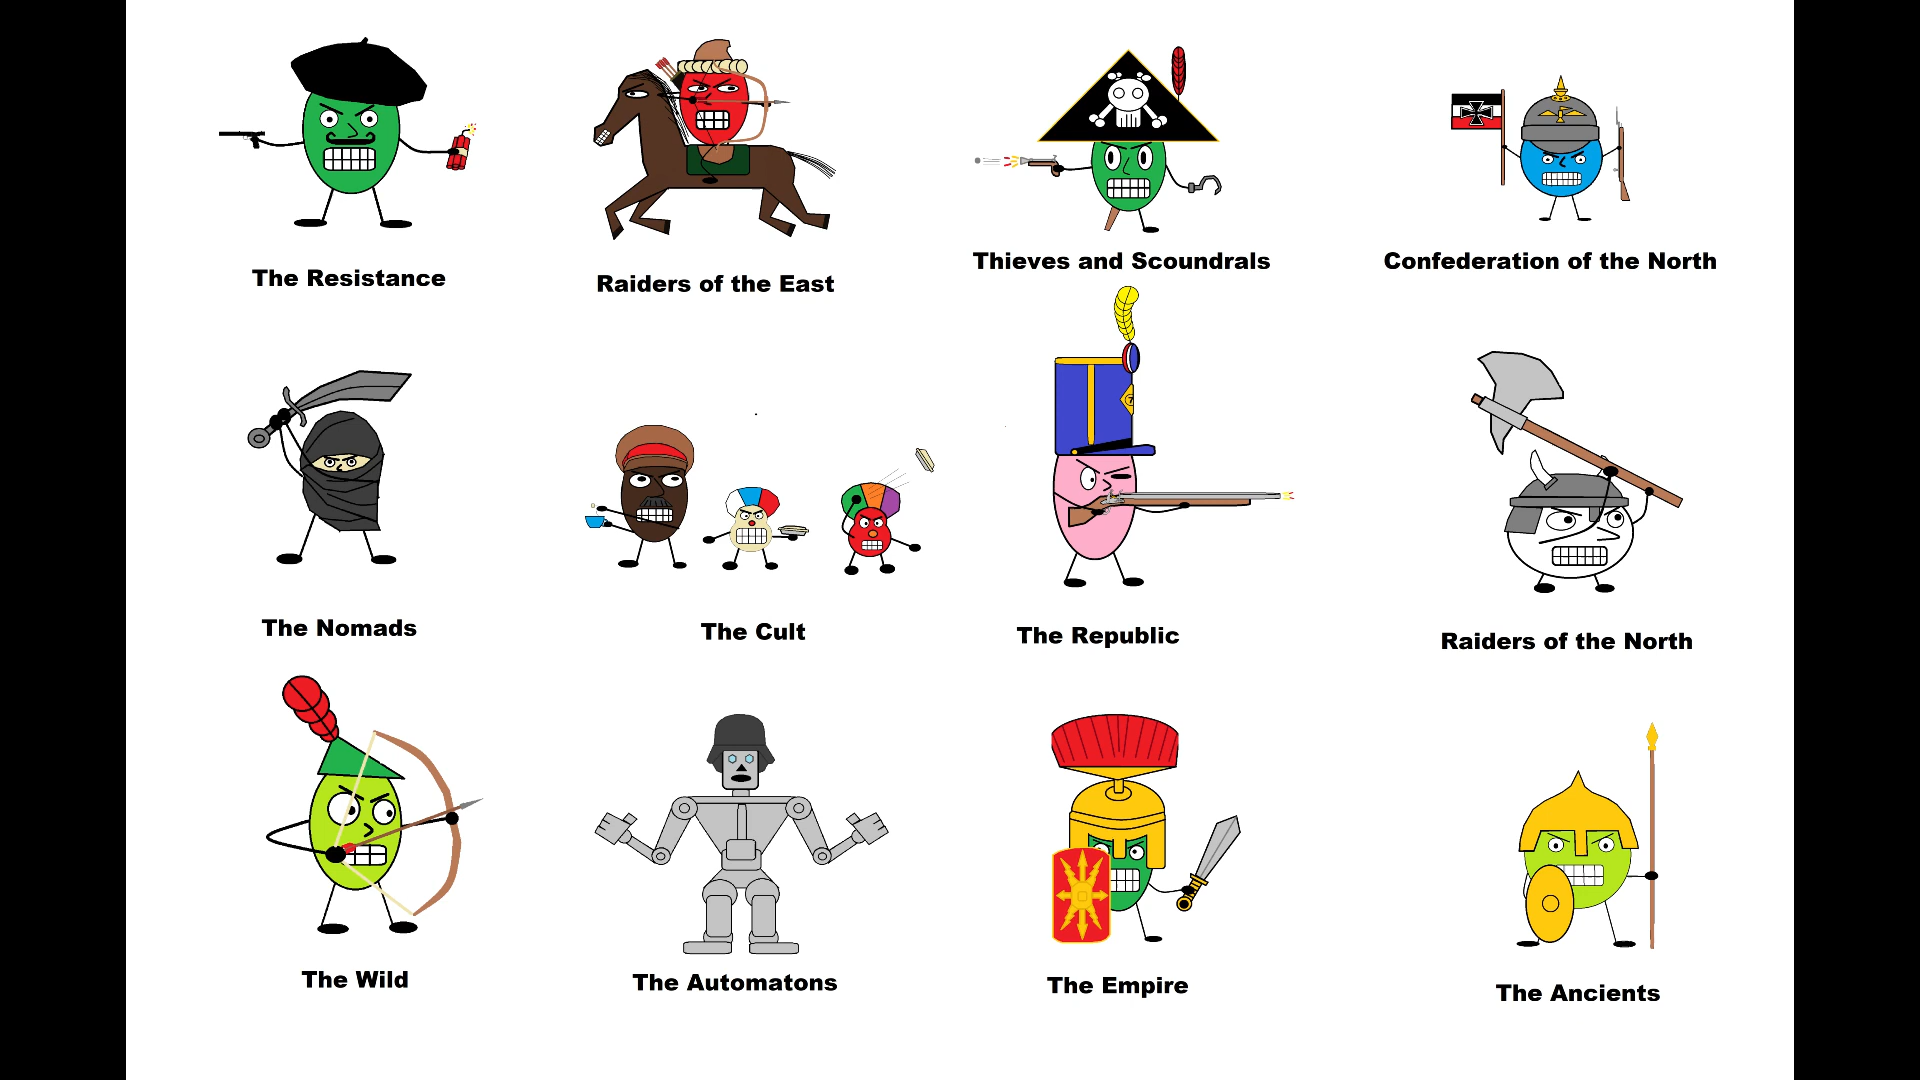 The Resistance
Raiders of the East
Thieves and Scoundrals
Confederation of the North
The Nomads
The Cult
The Republic
Raiders of the North
The Wild
The Automatons
The Empire
The Ancients